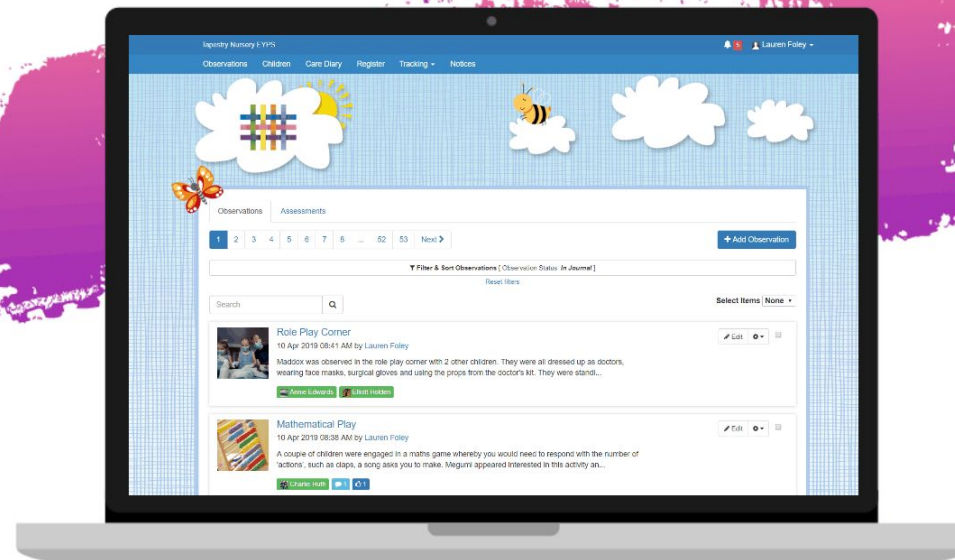 Tapestry Nursery EYPS
5
Lauren Foley
Observations Children Care Diary Register Tracking Notices
Observations Assessments
1 2 3 4 5 6 7 8 ... 52 53 Next
+ Add Observation
Filter & Sort Observations [ Observation Status In Journal ]
Reset filters
Search
Select Items None
Role Play Corner
Edit
10 Apr 2019 08:41 AM by Lauren Foley
Maddox was observed in the role play corner with 2 other children. They were all dressed up as doctors,
wearing face masks, surgical gloves and using the props from the doctor's kit. They were standi...
Annie Edwards Elliott Holden
Mathematical Play
Edit
10 Apr 2019 08:38 AM by Lauren Foley
A couple of children were engaged in a maths game whereby you would need to respond with the number of
'actions', such as claps, a song asks you to make. Megumi appeared interested in this activity an...
Charlie Huff 1 1